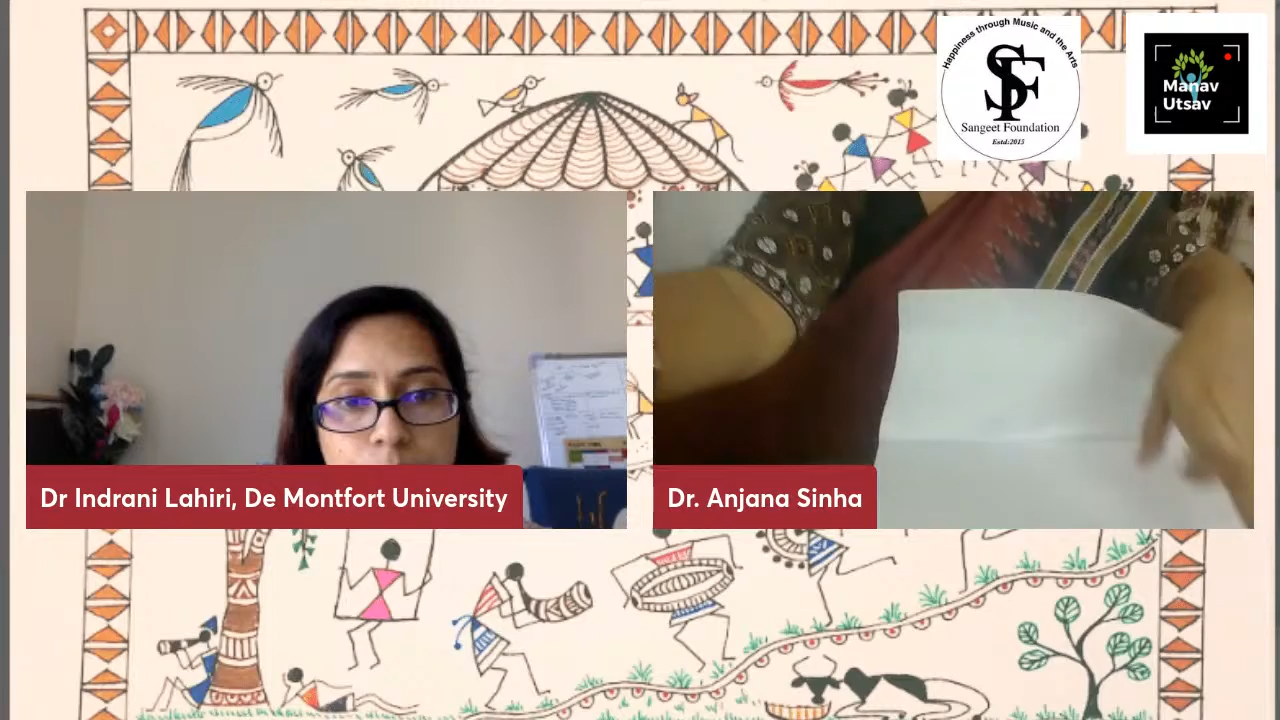 Happiness through Music and the Arts
SF
Sangeet Foundation
Estd:2015
Manav
Utsav
Dr Indrani Lahiri, De Montfort University
Dr. Anjana Sinha